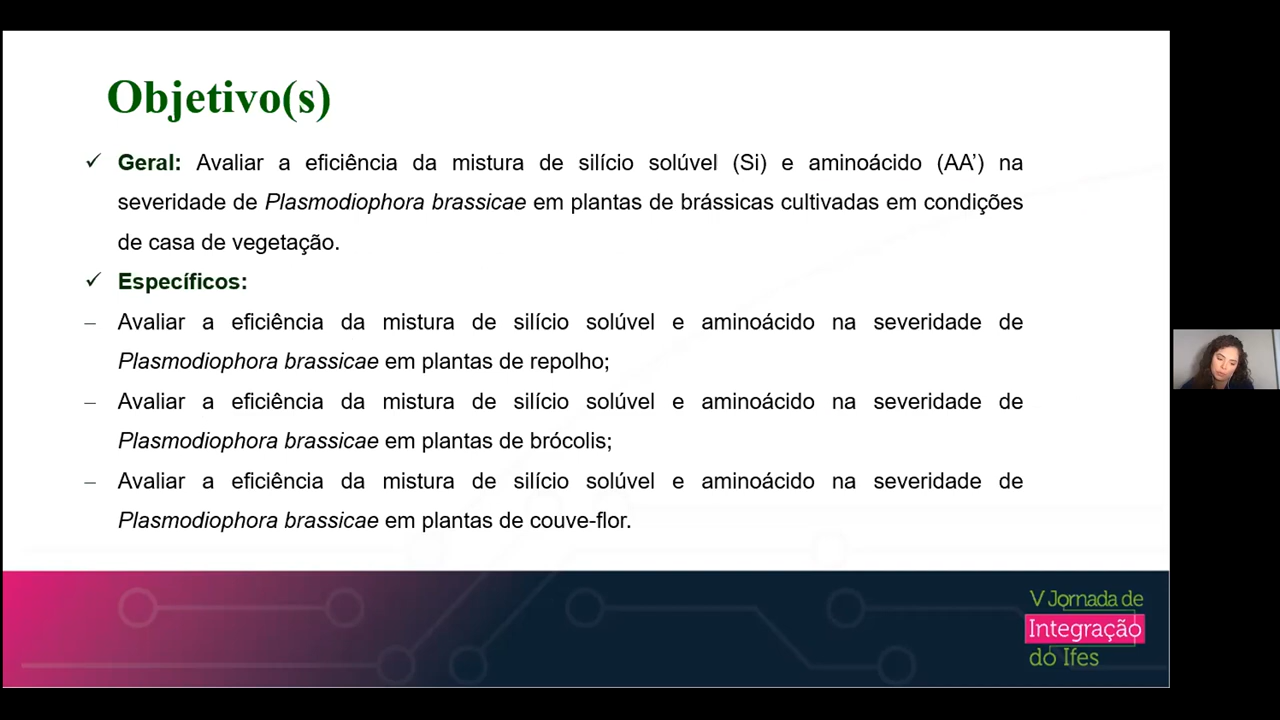 Objetivo(s)
✓ Geral: Avaliar a eficiência da mistura de silício solúvel (Si) e aminoácido (AA’) na
severidade de Plasmodiophora brassicae em plantas de brássicas cultivadas em condições
de casa de vegetação.
✓ Específicos:
– Avaliar a eficiência da mistura de silício solúvel e aminoácido na severidade de
Plasmodiophora brassicae em plantas de repolho;
– Avaliar a eficiência da mistura de silício solúvel e aminoácido na severidade de
Plasmodiophora brassicae em plantas de brócolis;
– Avaliar a eficiência da mistura de silício solúvel e aminoácido na severidade de
Plasmodiophora brassicae em plantas de couve-flor.
V Jornada de
Integração
do Ifes